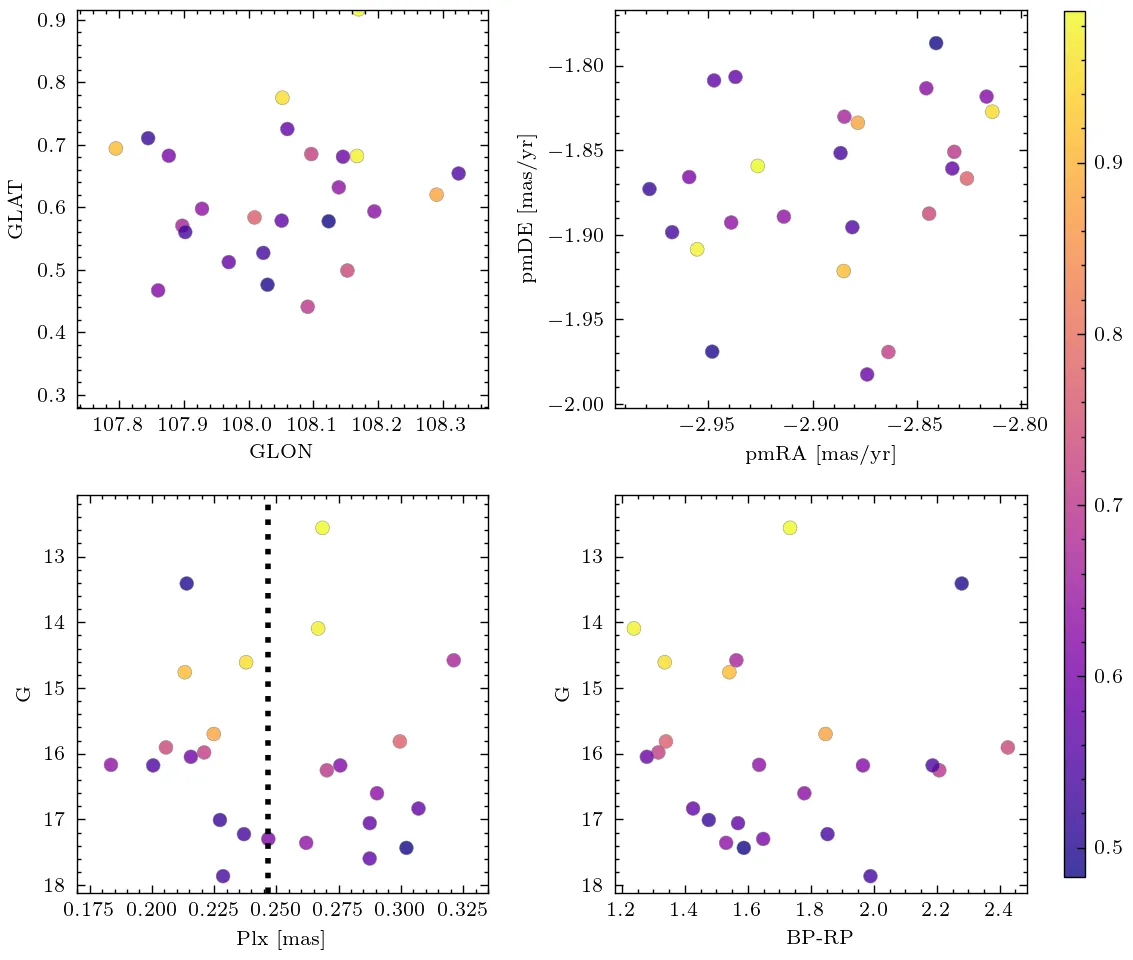 0.9
0.8
0.7
0.6
0.5
0.4
0.3
GLAT
107.8 107.9 108.0 108.1 108.2 108.3
GLON
−1.80
−1.85
−1.90
−1.95
−2.00
pmDE [mas/yr]
−2.95 −2.90 −2.85 −2.80
pmRA [mas/yr]
13
14
15
16
17
18
G
0.175 0.200 0.225 0.250 0.275 0.300 0.325
Plx [mas]
13
14
15
16
17
18
G
1.2 1.4 1.6 1.8 2.0 2.2 2.4
BP-RP
0.9
0.8
0.7
0.6
0.5